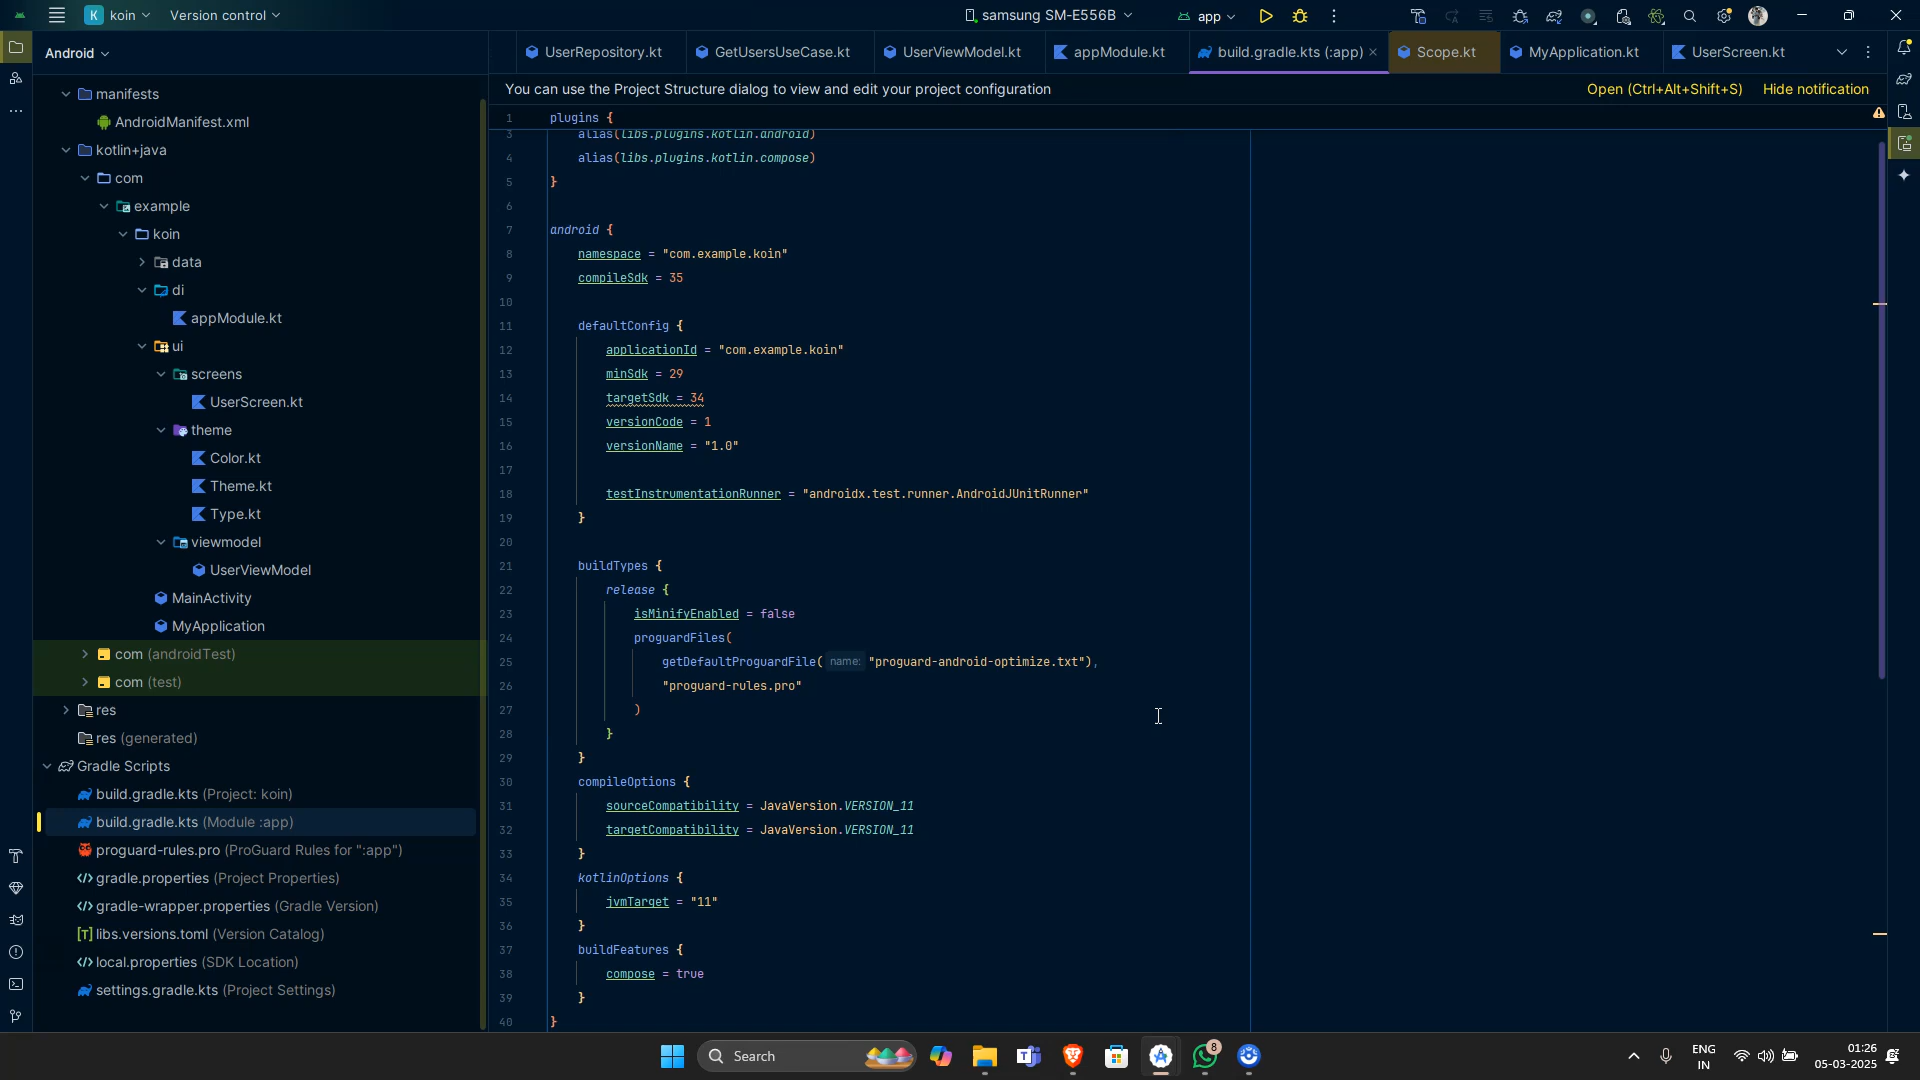 K koin Version control samsung SM-E556B app
Android
UserRepository.kt GetUsersUseCase.kt UserViewModel.kt appModule.kt build.gradle.kts (:app) Scope.kt MyApplication.kt UserScreen.kt
You can use the Project Structure dialog to view and edit your project configuration Open (Ctrl+Alt+Shift+S) Hide notification
manifests
AndroidManifest.xml
kotlin+java
com
example
koin
data
di
appModule.kt
ui
screens
UserScreen.kt
theme
Color.kt
Theme.kt
Type.kt
viewmodel
UserViewModel
MainActivity
MyApplication
com (androidTest)
com (test)
res
res (generated)
Gradle Scripts
build.gradle.kts (Project: koin)
build.gradle.kts (Module :app)
proguard-rules.pro (ProGuard Rules for ":app")
gradle.properties (Project Properties)
gradle-wrapper.properties (Gradle Version)
libs.versions.toml (Version Catalog)
local.properties (SDK Location)
settings.gradle.kts (Project Settings)
1 plugins {
3 alias(libs.plugins.kotlin.android)
4 alias(libs.plugins.kotlin.compose)
5 }
6
7 android {
8 namespace = "com.example.koin"
9 compileSdk = 35
10
11 defaultConfig {
12 applicationId = "com.example.koin"
13 minSdk = 29
14 targetSdk = 34
15 versionCode = 1
16 versionName = "1.0"
17
18 testInstrumentationRunner = "androidx.test.runner.AndroidJUnitRunner"
19 }
20
21 buildTypes {
22 release {
23 isMinifyEnabled = false
24 proguardFiles(
25 getDefaultProguardFile( name: "proguard-android-optimize.txt"),
26 "proguard-rules.pro"
27 )
28 }
29 }
30 compileOptions {
31 sourceCompatibility = JavaVersion.VERSION_11
32 targetCompatibility = JavaVersion.VERSION_11
33 }
34 kotlinOptions {
35 jvmTarget = "11"
36 }
37 buildFeatures {
38 compose = true
39 }
40 }
Search
8
ENG
IN
01:26
05-03-2025